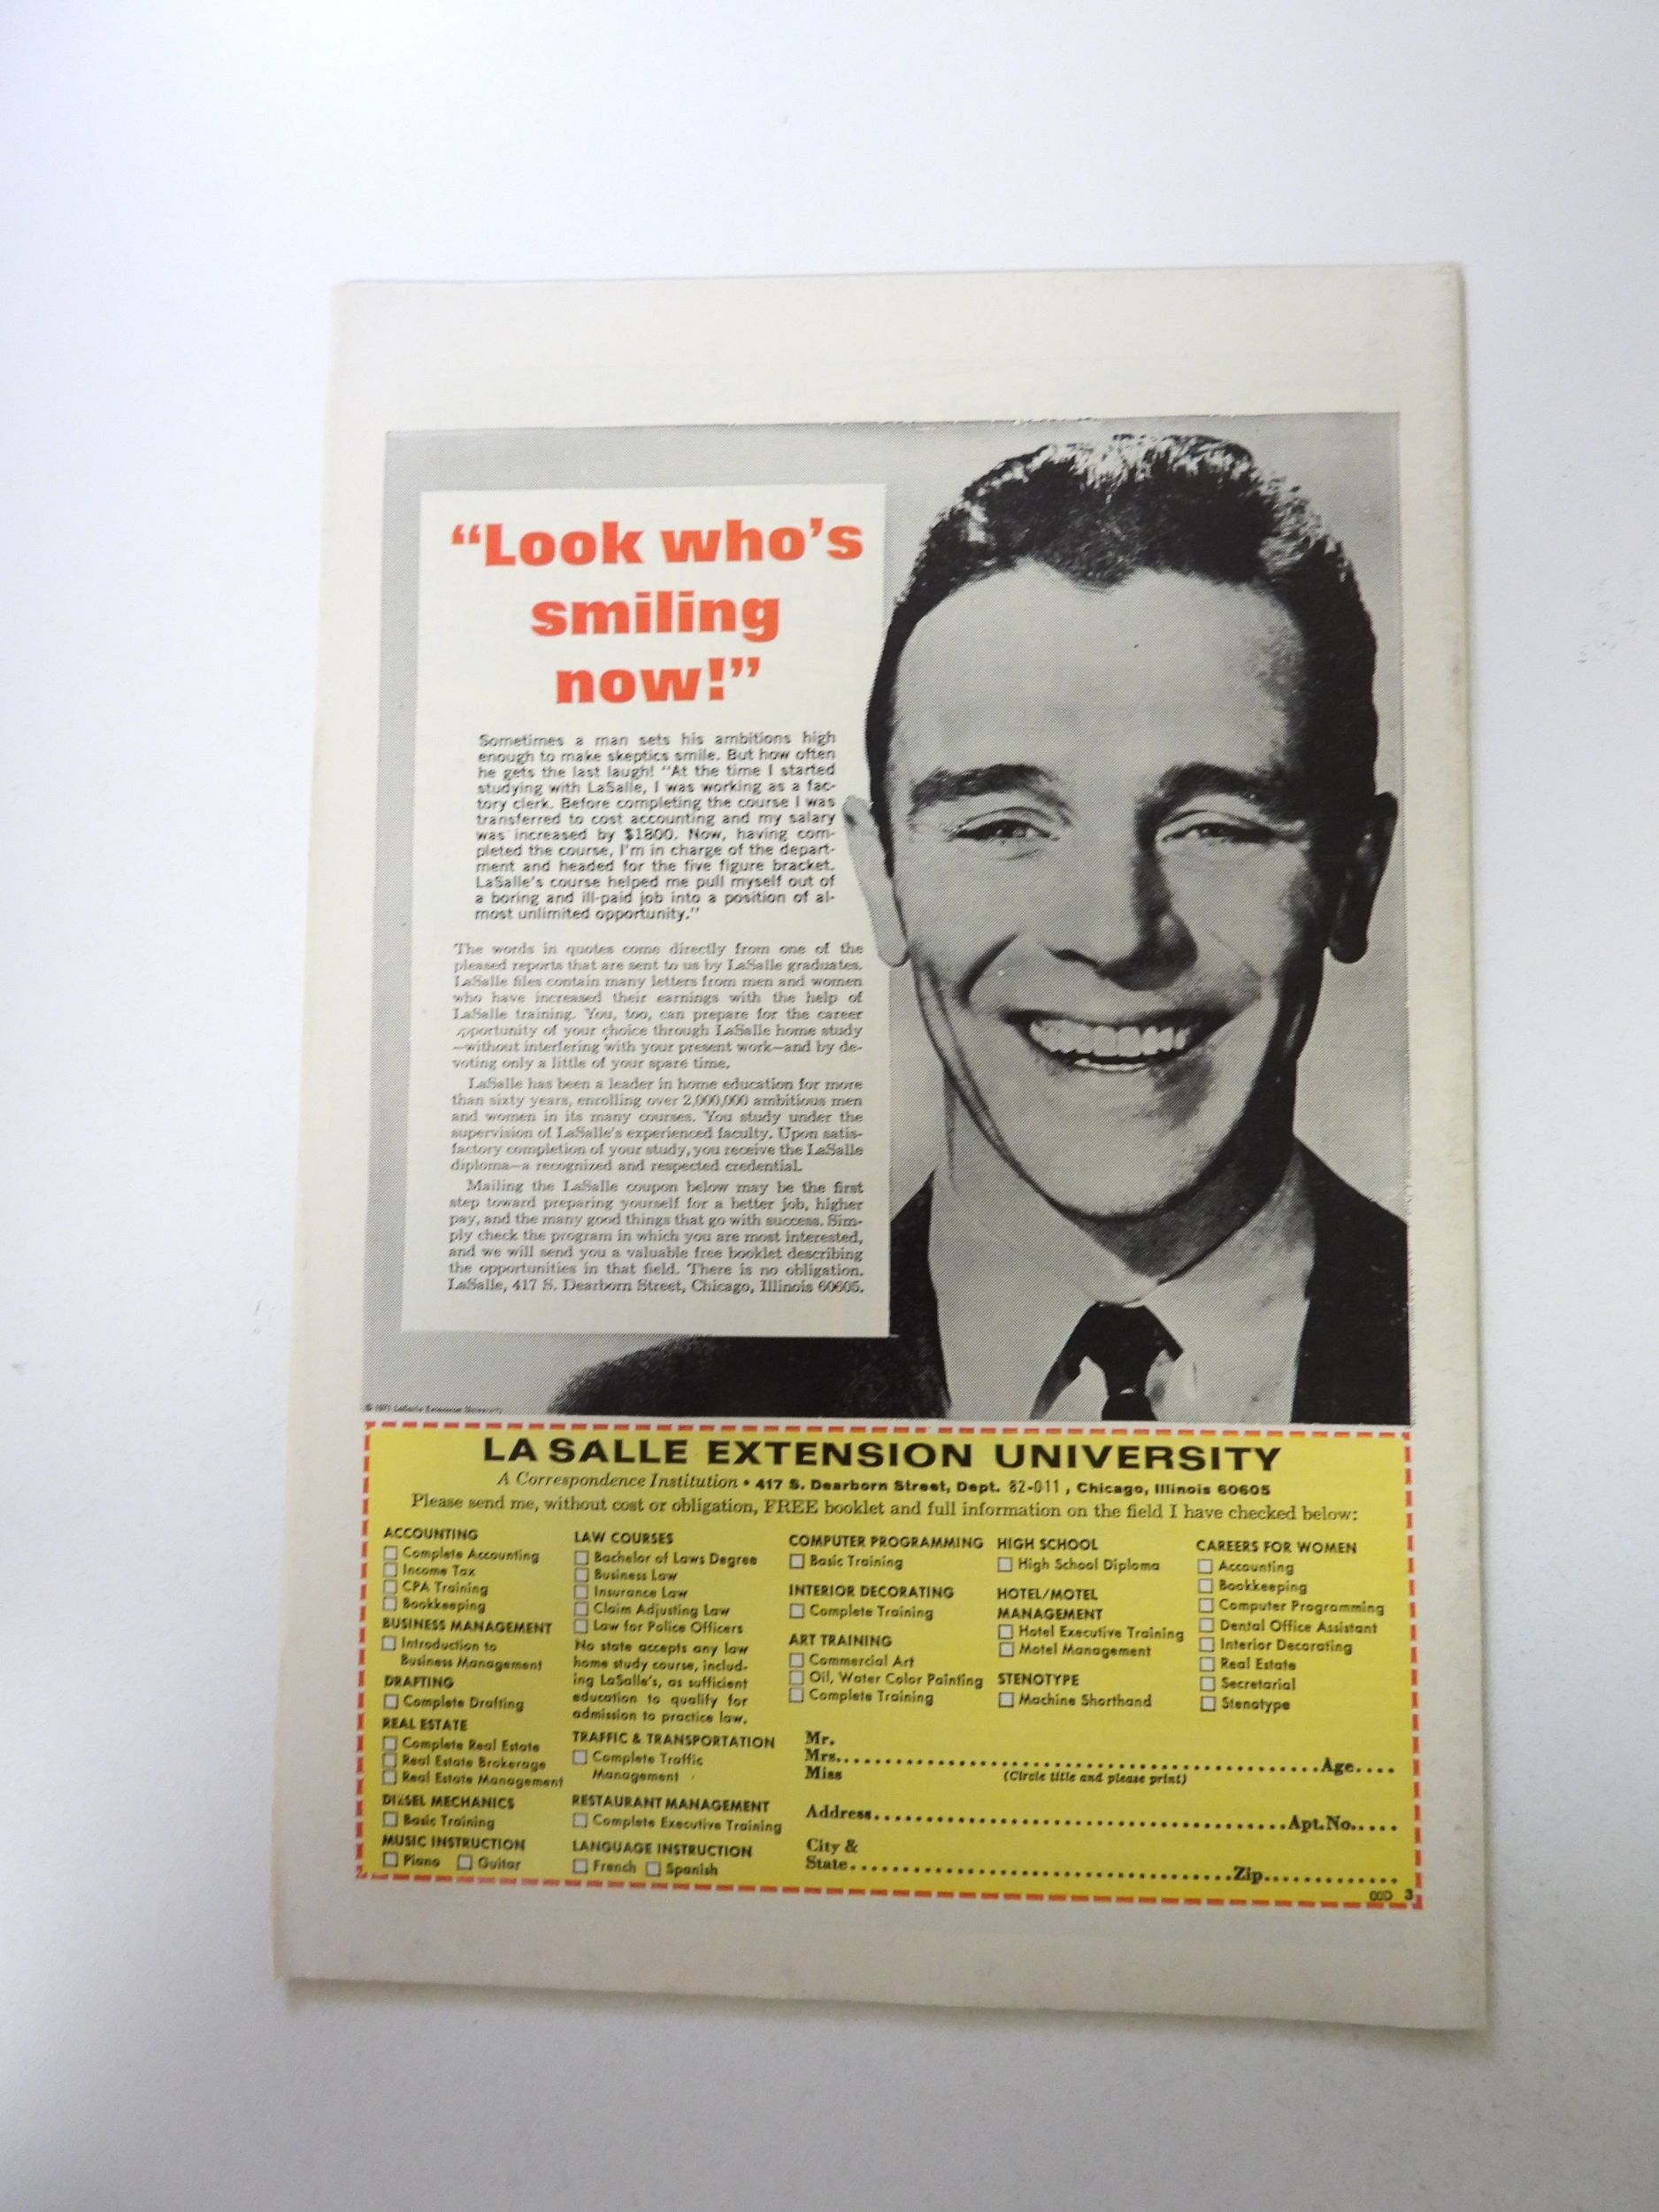 “Look who's
smiling
now!”
Sometimes a man sets his ambitions high
enough to make skeptics smile. But how often
he gets the last laugh! “At the time I started
studying with LaSalle, I was working as a fac-
tory clerk. Before completing the course I was
transferred to cost accounting and my salary
was increased by $1800. Now, having com-
pleted the course, I'm in charge of the depart-
ment and headed for the five figure bracket.
LaSalle's course helped me pull myself out of
a boring and ill-paid job into a position of al-
most unlimited opportunity.”
The words in quotes come directly from one of the
pleased reports that are sent to us by LaSalle graduates.
LaSalle files contain many letters from men and women
who have increased their earnings with the help of
LaSalle training. You, too, can prepare for the career
opportunity of your choice through LaSalle home study
—without interfering with your present work—and by de-
voting only a little of your spare time.
LaSalle has been a leader in home education for more
than sixty years, enrolling over 2,000,000 ambitious men
and women in its many courses. You study under the
supervision of LaSalle's experienced faculty. Upon satis-
factory completion of your study, you receive the LaSalle
diploma—a recognized and respected credential.
Mailing the LaSalle coupon below may be the first
step toward preparing yourself for a better job, higher
pay, and the many good things that go with success. Sim-
ply check the program in which you are most interested,
and we will send you a valuable free booklet describing
the opportunities in that field. There is no obligation.
LaSalle, 417 S. Dearborn Street, Chicago, Illinois 60605.
© 1971 LaSalle Extension University
LA SALLE EXTENSION UNIVERSITY
A Correspondence Institution • 417 S. Dearborn Street, Dept. 82-011, Chicago, Illinois 60605
Please send me, without cost or obligation, FREE booklet and full information on the field I have checked below:
ACCOUNTING
Complete Accounting
Income Tax
CPA Training
Bookkeeping
BUSINESS MANAGEMENT
Introduction to
Business Management
DRAFTING
Complete Drafting
REAL ESTATE
Complete Real Estate
Real Estate Brokerage
Real Estate Management
DIESEL MECHANICS
Basic Training
MUSIC INSTRUCTION
Piano Guitar
LAW COURSES
Bachelor of Laws Degree
Business Law
Insurance Law
Claim Adjusting Law
Law for Police Officers
No state accepts any law
home study course, includ-
ing LaSalle's, as sufficient
education to qualify for
admission to practice law.
TRAFFIC & TRANSPORTATION
Complete Traffic
Management
RESTAURANT MANAGEMENT
Complete Executive Training
LANGUAGE INSTRUCTION
French Spanish
COMPUTER PROGRAMMING
Basic Training
INTERIOR DECORATING
Complete Training
ART TRAINING
Commercial Art
Oil, Water Color Painting
Complete Training
HIGH SCHOOL
High School Diploma
HOTEL/MOTEL
MANAGEMENT
Hotel Executive Training
Motel Management
STENOTYPE
Machine Shorthand
CAREERS FOR WOMEN
Accounting
Bookkeeping
Computer Programming
Dental Office Assistant
Interior Decorating
Real Estate
Secretarial
Stenotype
Mr.
Mrs. Age
Miss (Circle title and please print)
Address Apt. No.
City &
State Zip
3